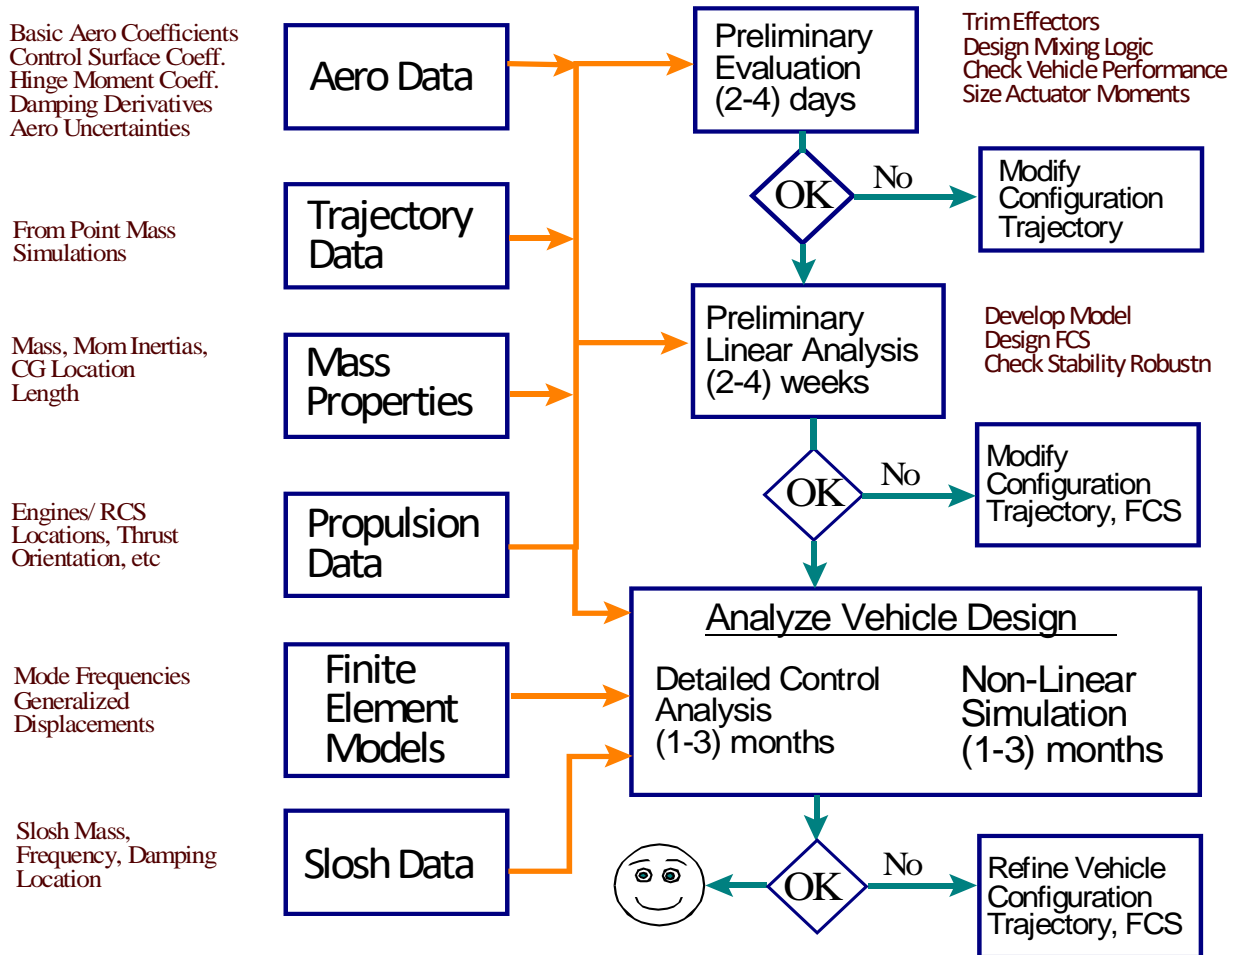 Basic Aero Coefficients
Control Surface Coeff.
Hinge Moment Coeff.
Damping Derivatives
Aero Uncertainties
Aero Data
Preliminary
Evaluation
(2-4) days
Trim Effectors
Design Mixing Logic
Check Vehicle Performance
Size Actuator Moments
OK
No
Modify
Configuration
Trajectory
From Point Mass
Simulations
Trajectory
Data
Mass, Mom Inertias,
CG Location
Length
Mass
Properties
Preliminary
Linear Analysis
(2-4) weeks
Develop Model
Design FCS
Check Stability Robustn
OK
No
Modify
Configuration
Trajectory, FCS
Engines/ RCS
Locations, Thrust
Orientation, etc
Propulsion
Data
Analyze Vehicle Design
Detailed Control
Analysis
(1-3) months
Non-Linear
Simulation
(1-3) months
Mode Frequencies
Generalized
Displacements
Finite
Element
Models
Slosh Mass,
Frequency, Damping
Location
Slosh Data
OK
No
Refine Vehicle
Configuration
Trajectory, FCS